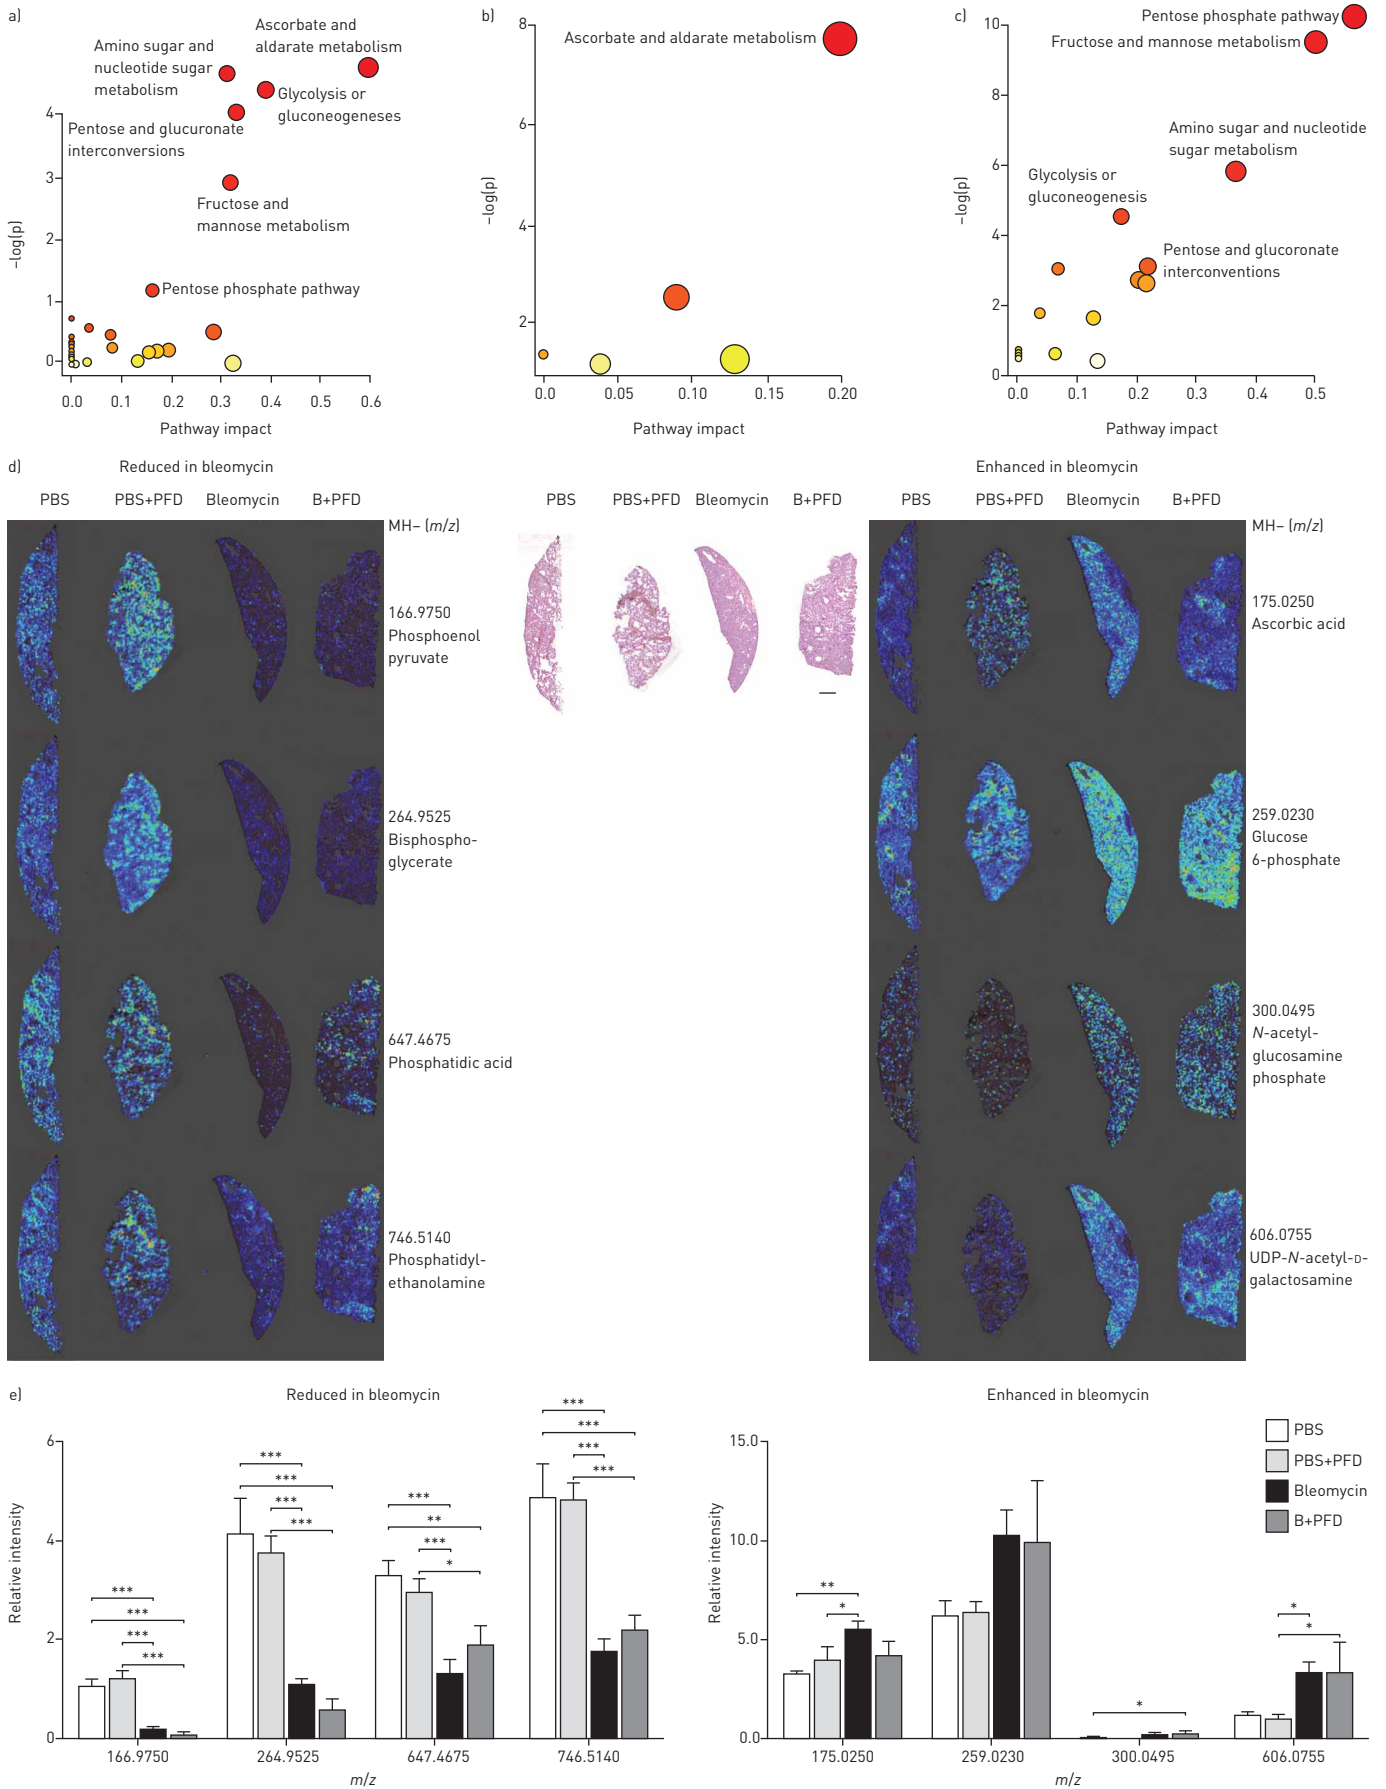 a)
Ascorbate and
aldarate metabolism
Amino sugar and
nucleotide sugar
metabolism
Glycolysis or
gluconeogeneses
Pentose and glucuronate
interconversions
Fructose and
mannose metabolism
Pentose phosphate pathway
–log(p)
4
3
2
1
0
0.0 0.1 0.2 0.3 0.4 0.5 0.6
Pathway impact
b)
Ascorbate and aldarate metabolism
–log(p)
8
6
4
2
0.0 0.05 0.10 0.15 0.20
Pathway impact
c)
Pentose phosphate pathway
Fructose and mannose metabolism
Amino sugar and nucleotide
sugar metabolism
Glycolysis or
gluconeogenesis
Pentose and glucoronate
interconventions
–log(p)
10
8
6
4
2
0
0.0 0.1 0.2 0.3 0.4 0.5
Pathway impact
d)
Reduced in bleomycin
PBS PBS+PFD Bleomycin B+PFD
MH– (m/z)
166.9750
Phosphoenol
pyruvate
264.9525
Bisphospho-
glycerate
647.4675
Phosphatidic acid
746.5140
Phosphatidyl-
ethanolamine
PBS PBS+PFD Bleomycin B+PFD
Enhanced in bleomycin
PBS PBS+PFD Bleomycin B+PFD
MH– (m/z)
175.0250
Ascorbic acid
259.0230
Glucose
6-phosphate
300.0495
N-acetyl-
glucosamine
phosphate
606.0755
UDP-N-acetyl-D-
galactosamine
e)
Reduced in bleomycin
Relative intensity
6
4
2
0
*** *** *** ***
*** *** *** ***
*** ** *** *
*** *** *** ***
166.9750 264.9525 647.4675 746.5140
m/z
Enhanced in bleomycin
Relative intensity
15.0
10.0
5.0
0.0
** *
*
* *
175.0250 259.0230 300.0495 606.0755
m/z
PBS
PBS+PFD
Bleomycin
B+PFD